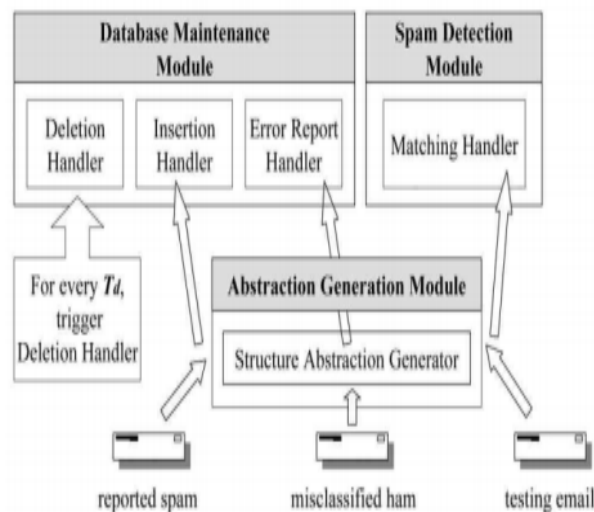 Database Maintenance
Module
Spam Detection
Module
Deletion
Handler
Insertion
Handler
Error Report
Handler
Matching Handler
For every Td,
trigger
Deletion Handler
Abstraction Generation Module
Structure Abstraction Generator
reported spam
misclassified ham
testing email